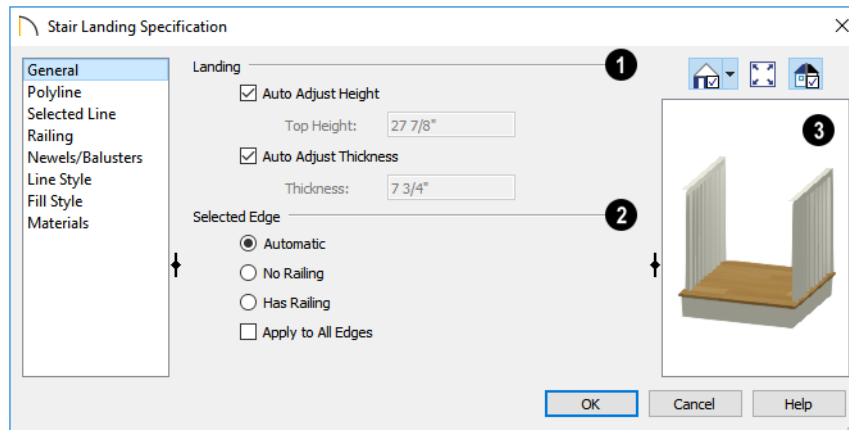 Stair Landing Specification
General
Polyline
Selected Line
Railing
Newels/Balusters
Line Style
Fill Style
Materials
Landing
1
Auto Adjust Height
Top Height: 27 7/8"
Auto Adjust Thickness
Thickness: 7 3/4"
Selected Edge
2
Automatic
No Railing
Has Railing
Apply to All Edges
3
OK
Cancel
Help